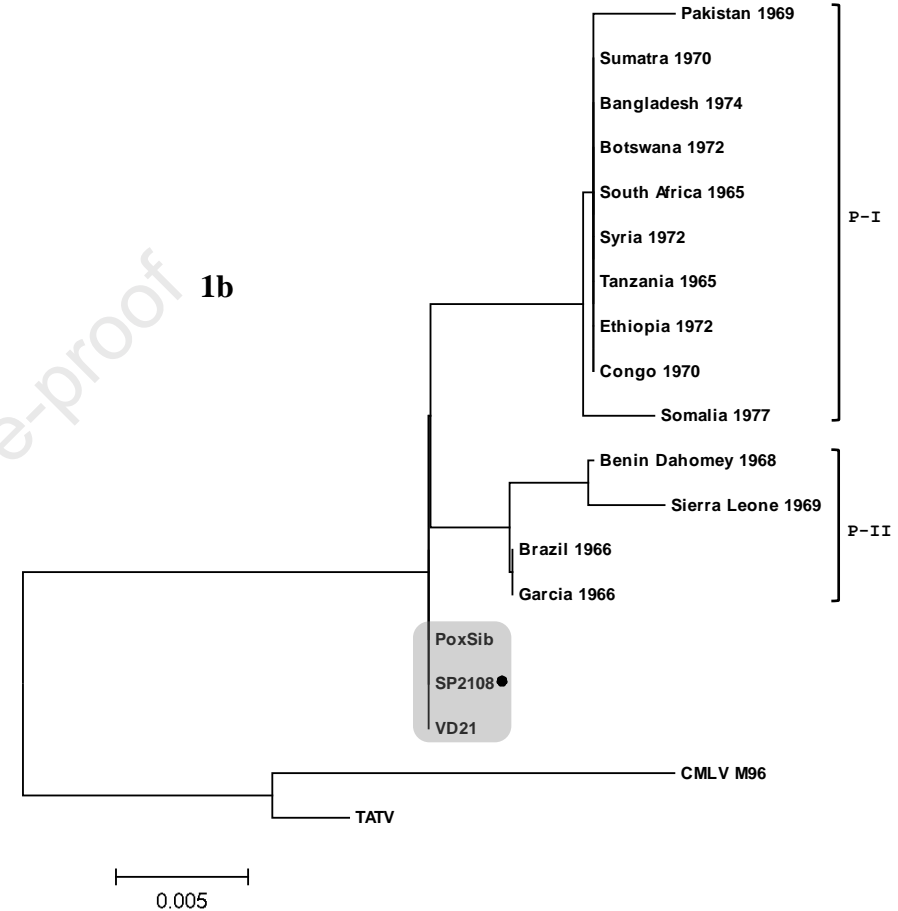 Pakistan 1969
Sumatra 1970
Bangladesh 1974
Botswana 1972
South Africa 1965
P-I
Syria 1972
1b
Tanzania 1965
Ethiopia 1972
Congo 1970
Somalia 1977
Benin Dahomey 1968
Sierra Leone 1969
P-II
Brazil 1966
Garcia 1966
PoxSib
SP2108
VD21
CMLV M96
TATV
0.005
e-proof